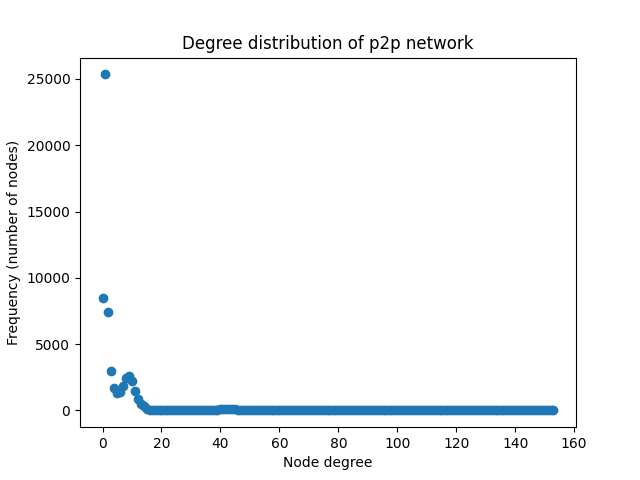 Degree distribution of p2p network
25000
20000
15000
10000
5000
0
Frequency (number of nodes)
0 20 40 60 80 100 120 140 160
Node degree